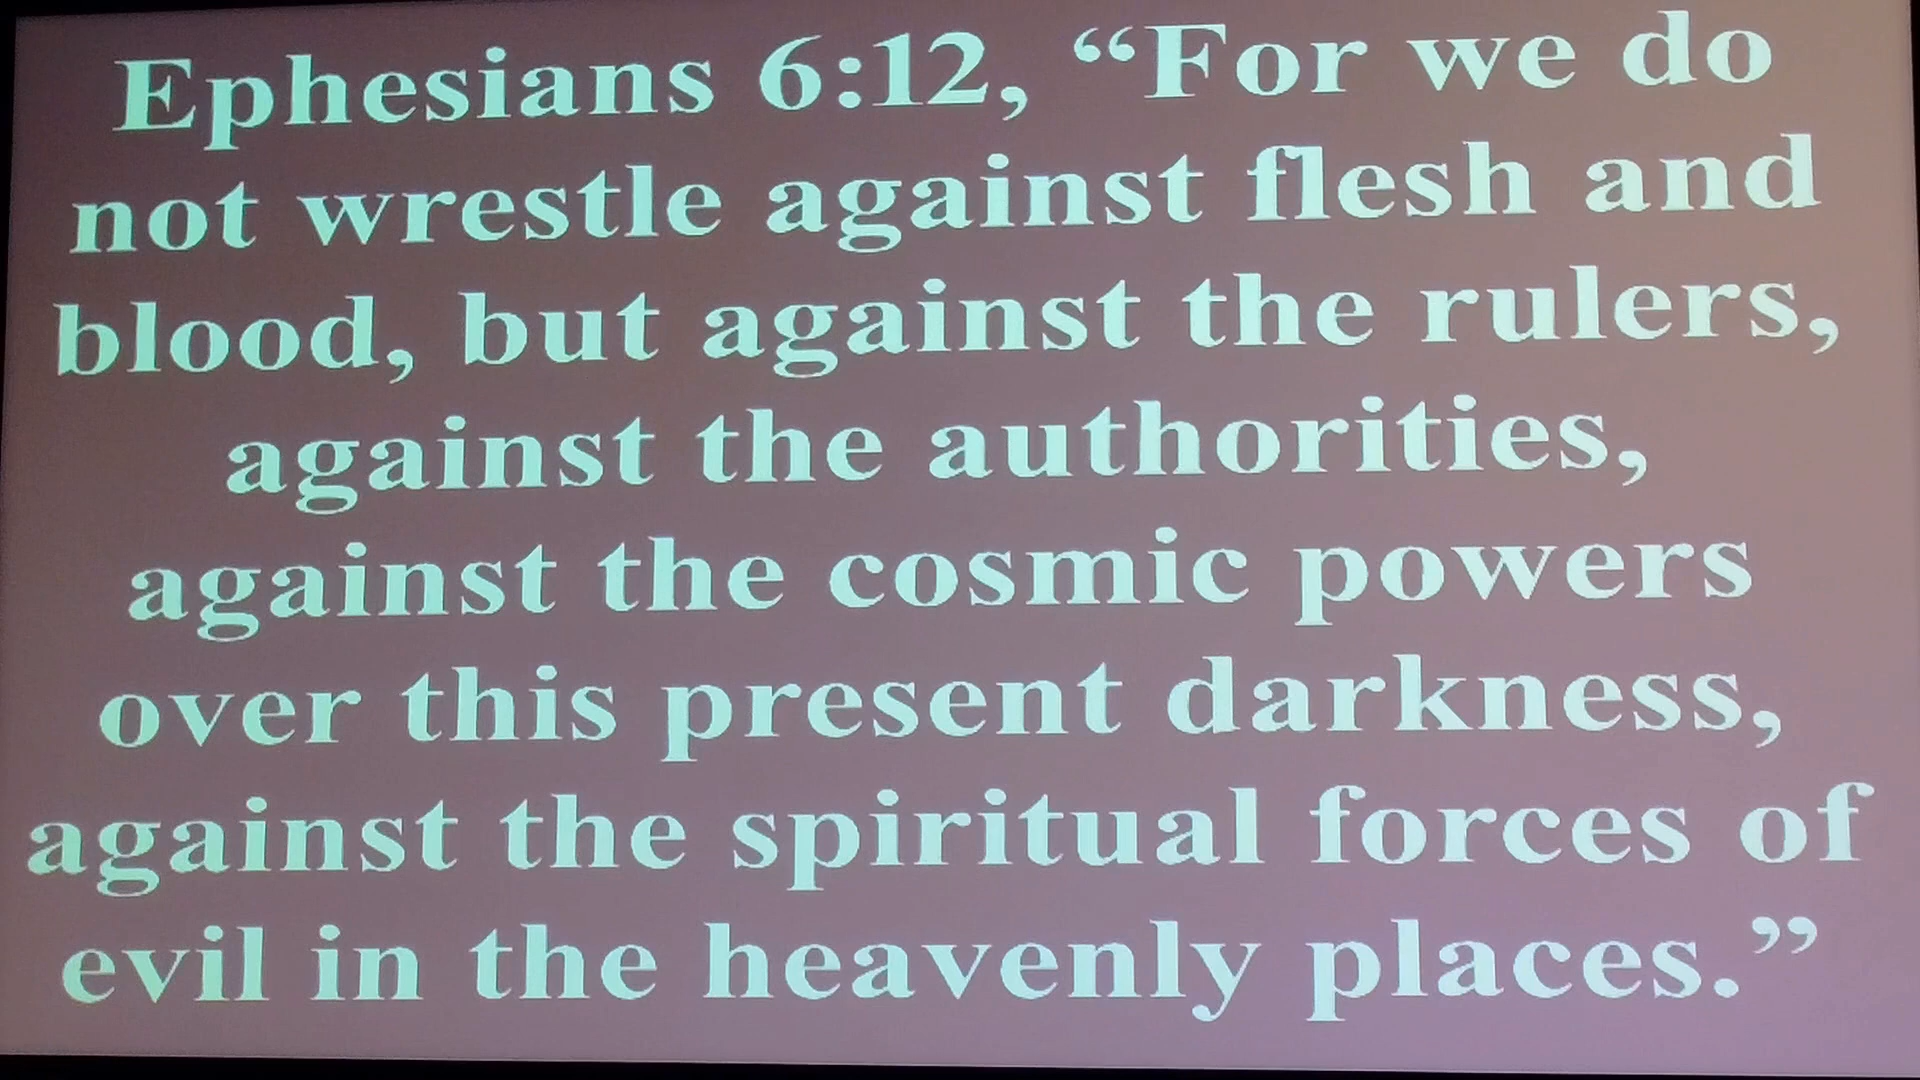 Ephesians 6:12, “For we do
not wrestle against flesh and
blood, but against the rulers,
against the authorities,
against the cosmic powers
over this present darkness,
against the spiritual forces of
evil in the heavenly places.”